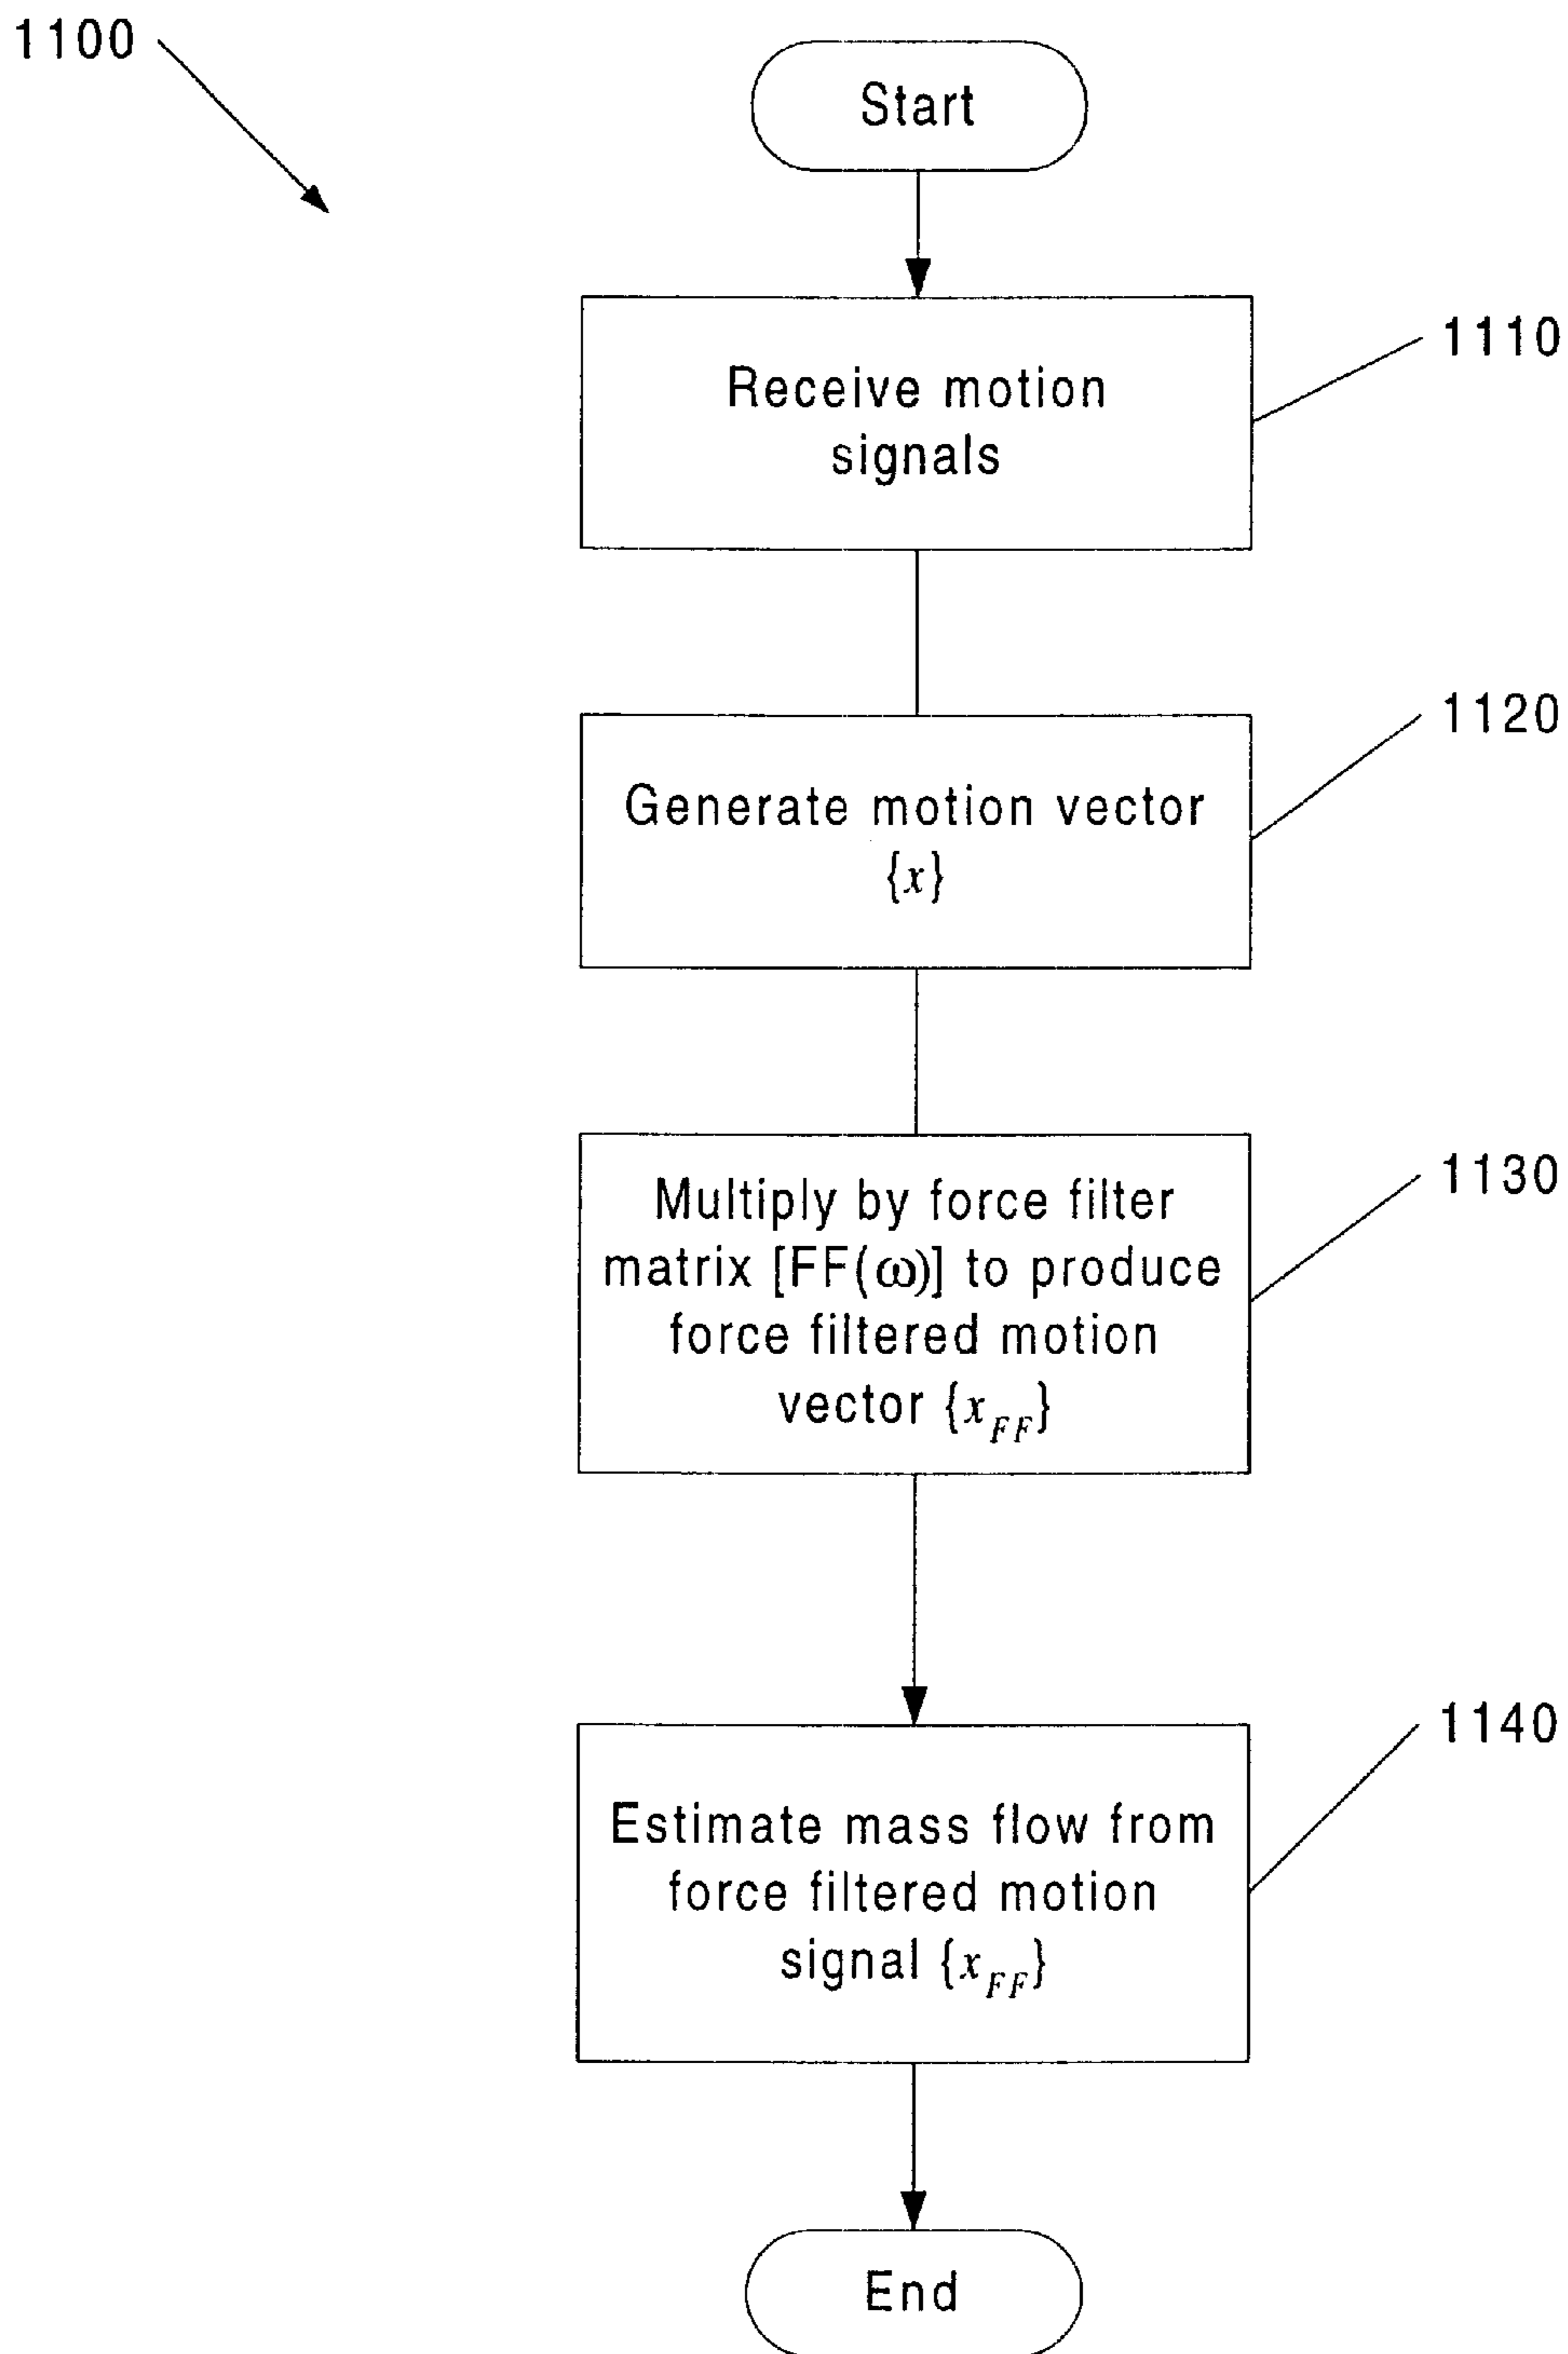 1100
Start
Receive motion
signals
1110
Generate motion vector
{x}
1120
Multiply by force filter
matrix [FF(ω)] to produce
force filtered motion
vector {x_FF}
1130
Estimate mass flow from
force filtered motion
signal {x_FF}
1140
End